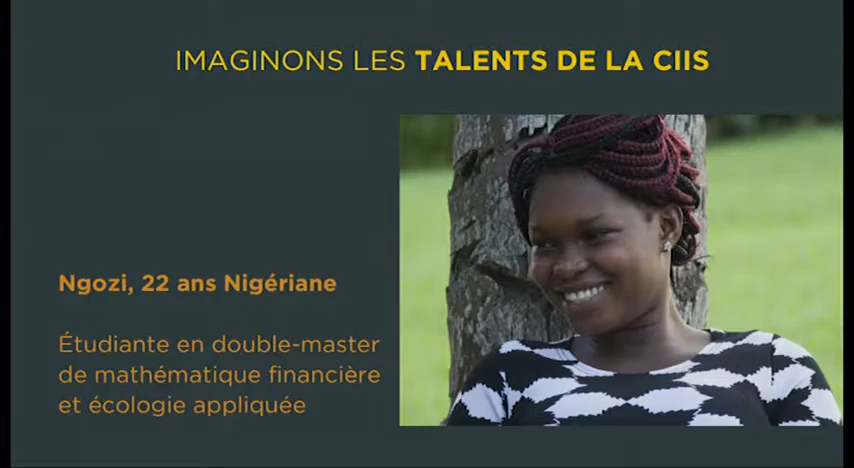 IMAGINONS LES TALENTS DE LA CIIS
Ngozi, 22 ans Nigériane
Étudiante en double-master
de mathématique financière
et écologie appliquée